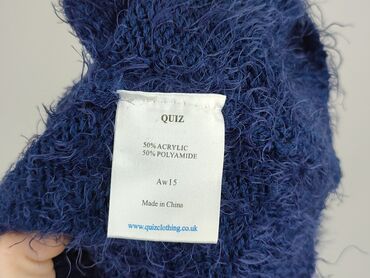 QUIZ
50% ACRYLIC
50% POLYAMIDE
Aw15
Made in China
www.quizclothing.co.uk